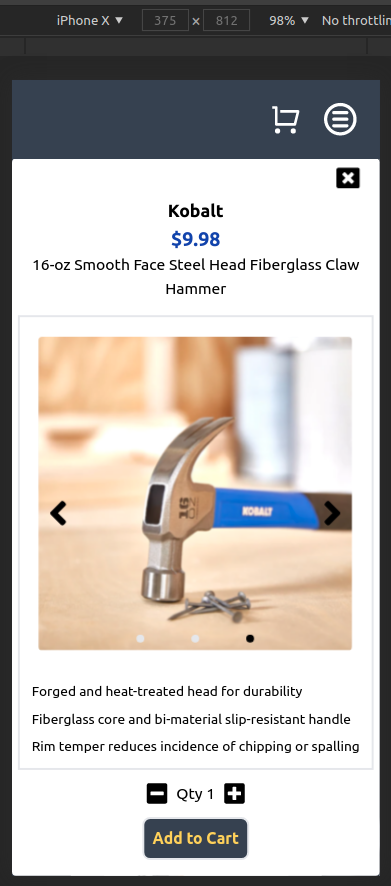 iPhone X 375 x 812 98% No throttlin
Kobalt
$9.98
16-oz Smooth Face Steel Head Fiberglass Claw
Hammer
16 OZ
KOBALT
Forged and heat-treated head for durability
Fiberglass core and bi-material slip-resistant handle
Rim temper reduces incidence of chipping or spalling
Qty 1
Add to Cart